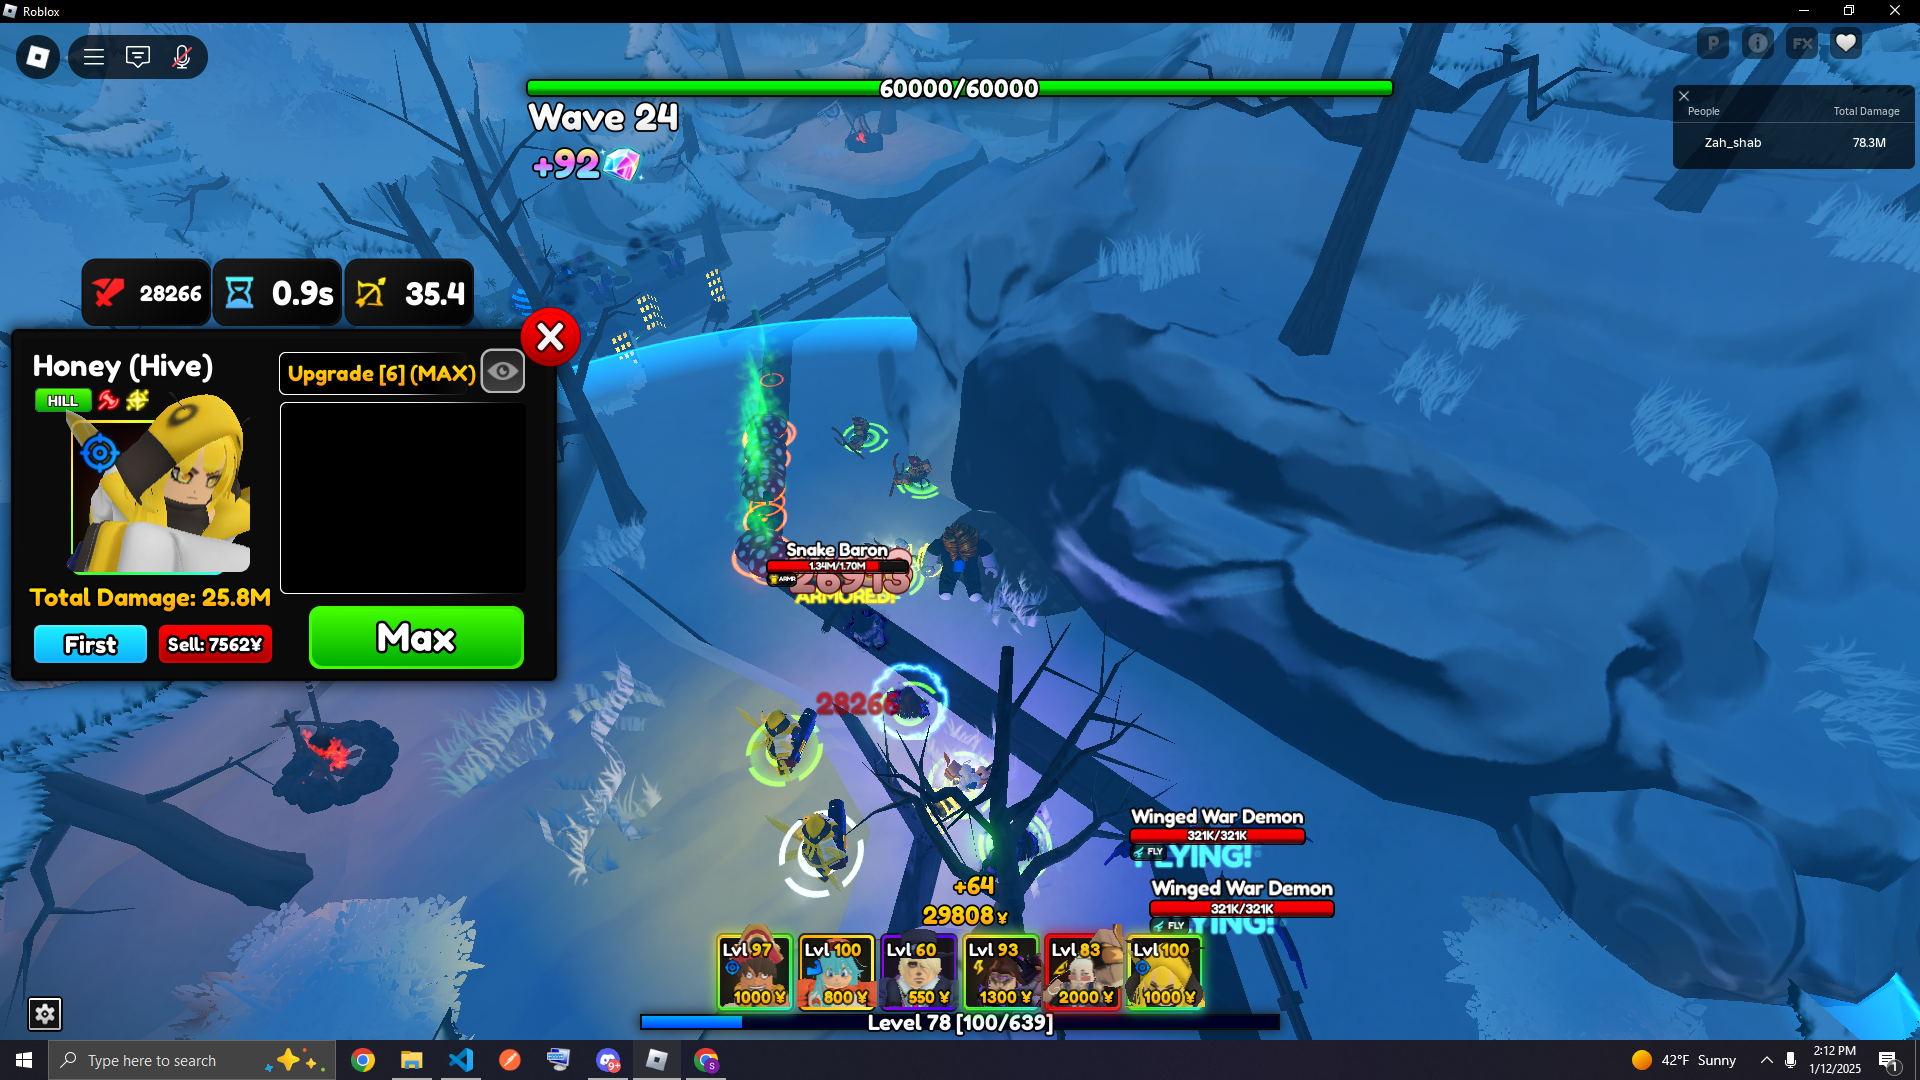 Roblox
60000/60000
Wave 24
+92
P
FX
People Total Damage
Zah_shab 78.3M
28266
0.9s
35.4
Honey (Hive)
HILL
Upgrade [6] (MAX)
Total Damage: 25.8M
First
Sell: 7562¥
Max
Snake Baron
1.34M/1.70M
ARMR
28266
Winged War Demon
321K/321K
FLY
FLYING!
Winged War Demon
321K/321K
FLY
+64
29808¥
Lvl 97
1000 ¥
Lvl 100
800 ¥
Lvl 60
550 ¥
Lvl 93
1300 ¥
Lvl 83
2000 ¥
Lvl 100
1000 ¥
Level 78 [100/639]
Type here to search
9+
S
42°F Sunny
2:12 PM
1/12/2025
1